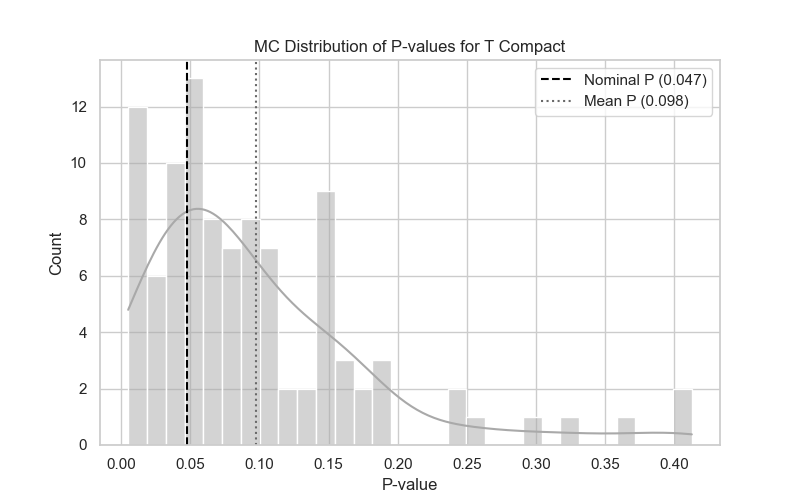 MC Distribution of P-values for T Compact
Nominal P (0.047)
Mean P (0.098)
Count
12
10
8
6
4
2
0
0.00 0.05 0.10 0.15 0.20 0.25 0.30 0.35 0.40
P-value